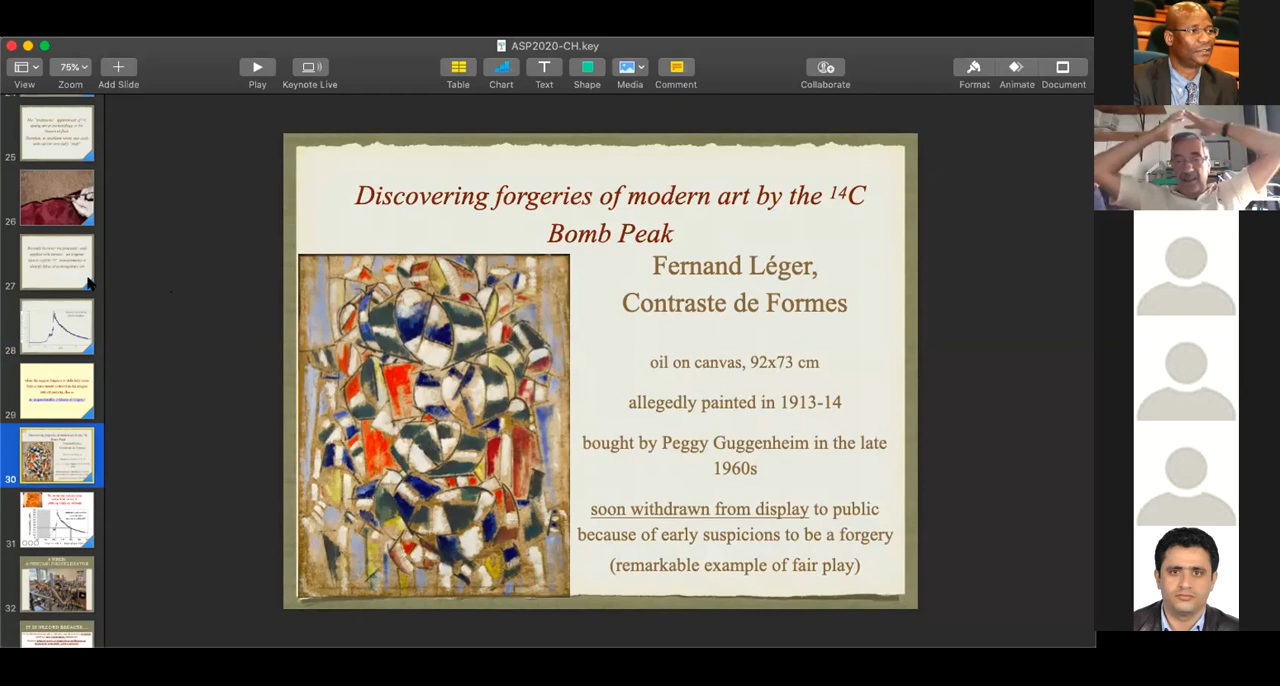 ASP2020-CH.key
75%
View
Zoom
Add Slide
Play
Keynote Live
Table
Chart
Text
Shape
Media
Comment
Collaborate
Format
Animate
Document
25
26
27
28
29
30
31
32
Discovering forgeries of modern art by the ¹⁴C
Bomb Peak
Fernand Léger,
Contraste de Formes
oil on canvas, 92x73 cm
allegedly painted in 1913-14
bought by Peggy Guggenheim in the late
1960s
soon withdrawn from display to public
because of early suspicions to be a forgery
(remarkable example of fair play)